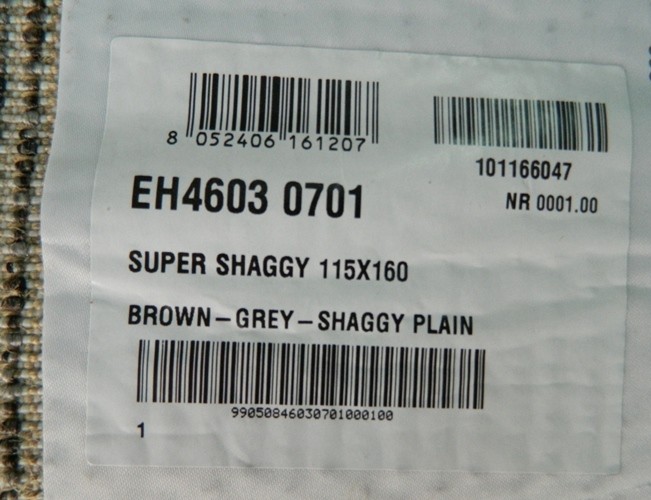 8 052406 161207
101166047
EH4603 0701
NR 0001.00
SUPER SHAGGY 115X160
BROWN-GREY-SHAGGY PLAIN
99050846030701000100
1